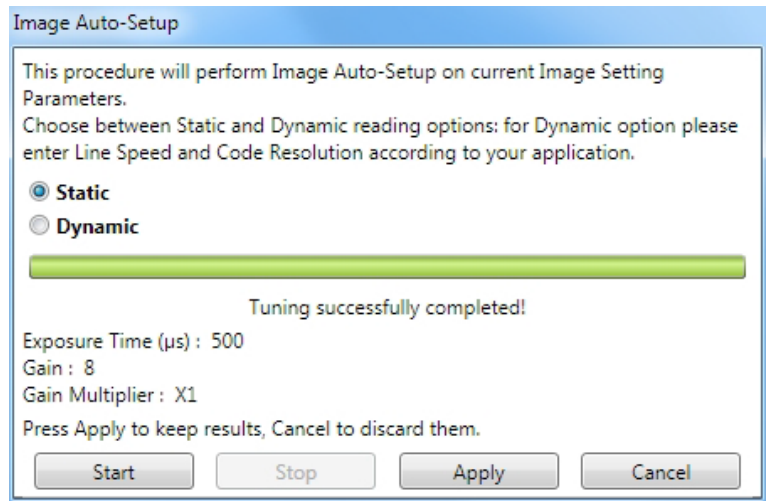 Image Auto-Setup
This procedure will perform Image Auto-Setup on current Image Setting
Parameters.
Choose between Static and Dynamic reading options: for Dynamic option please
enter Line Speed and Code Resolution according to your application.
Static
Dynamic
Tuning successfully completed!
Exposure Time (µs) : 500
Gain : 8
Gain Multiplier : X1
Press Apply to keep results, Cancel to discard them.
Start Stop Apply Cancel